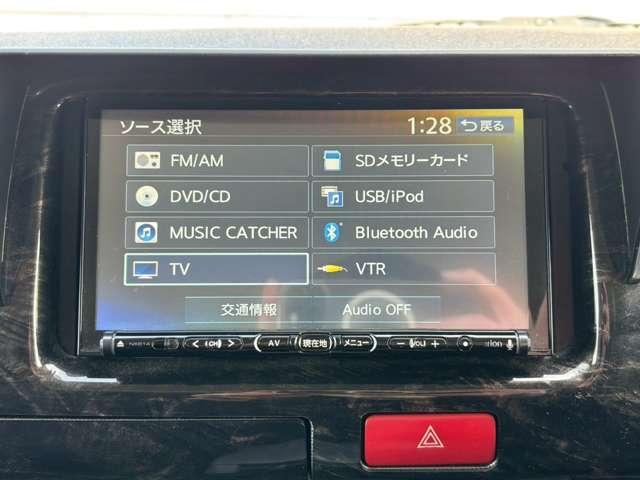 ソース選択 1:28 戻る
FM/AM SDメモリーカード
DVD/CD USB/iPod
MUSIC CATCHER Bluetooth Audio
TV VTR
交通情報 Audio OFF
< CH > AV 現在地 メニュー − VOL +